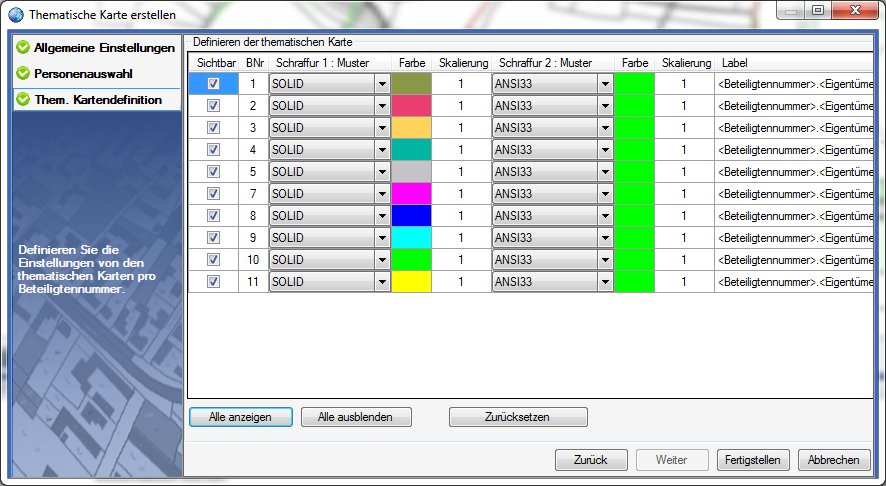 Thematische Karte erstellen
Allgemeine Einstellungen
Personenauswahl
Them. Kartendefinition
Definieren Sie die
Einstellungen von den
thematischen Karten pro
Beteiligtennummer.
Definieren der thematischen Karte
Sichtbar BNr Schraffur 1 : Muster Farbe Skalierung Schraffur 2 : Muster Farbe Skalierung Label
1 SOLID 1 ANSI33 1 <Beteiligtennummer>.<Eigentüme
2 SOLID 1 ANSI33 1 <Beteiligtennummer>.<Eigentüme
3 SOLID 1 ANSI33 1 <Beteiligtennummer>.<Eigentüme
4 SOLID 1 ANSI33 1 <Beteiligtennummer>.<Eigentüme
5 SOLID 1 ANSI33 1 <Beteiligtennummer>.<Eigentüme
7 SOLID 1 ANSI33 1 <Beteiligtennummer>.<Eigentüme
8 SOLID 1 ANSI33 1 <Beteiligtennummer>.<Eigentüme
9 SOLID 1 ANSI33 1 <Beteiligtennummer>.<Eigentüme
10 SOLID 1 ANSI33 1 <Beteiligtennummer>.<Eigentüme
11 SOLID 1 ANSI33 1 <Beteiligtennummer>.<Eigentüme
Alle anzeigen Alle ausblenden Zurücksetzen
Zurück Weiter Fertigstellen Abbrechen